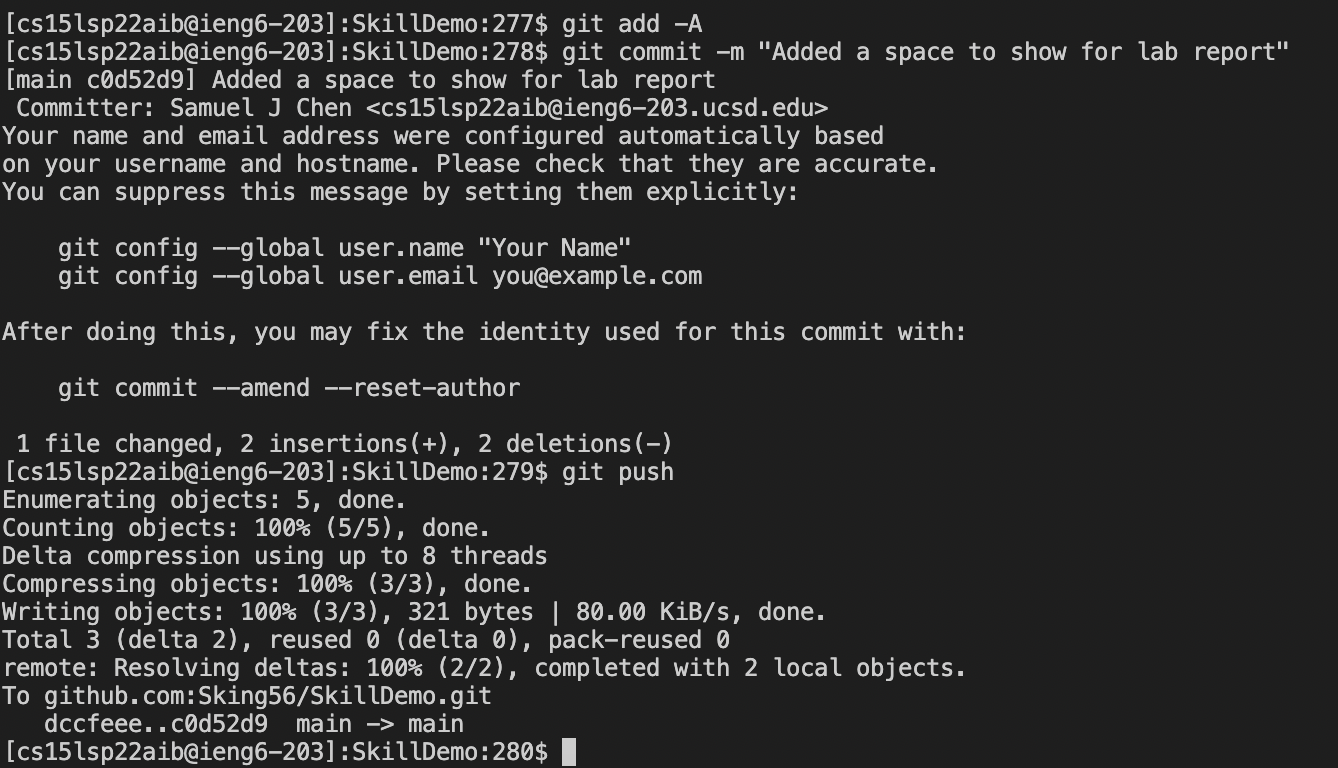 [cs15lsp22aib@ieng6-203]:SkillDemo:277$ git add -A
[cs15lsp22aib@ieng6-203]:SkillDemo:278$ git commit -m "Added a space to show for lab report"
[main c0d52d9] Added a space to show for lab report
 Committer: Samuel J Chen <cs15lsp22aib@ieng6-203.ucsd.edu>
Your name and email address were configured automatically based
on your username and hostname. Please check that they are accurate.
You can suppress this message by setting them explicitly:

    git config --global user.name "Your Name"
    git config --global user.email you@example.com

After doing this, you may fix the identity used for this commit with:

    git commit --amend --reset-author

 1 file changed, 2 insertions(+), 2 deletions(-)
[cs15lsp22aib@ieng6-203]:SkillDemo:279$ git push
Enumerating objects: 5, done.
Counting objects: 100% (5/5), done.
Delta compression using up to 8 threads
Compressing objects: 100% (3/3), done.
Writing objects: 100% (3/3), 321 bytes | 80.00 KiB/s, done.
Total 3 (delta 2), reused 0 (delta 0), pack-reused 0
remote: Resolving deltas: 100% (2/2), completed with 2 local objects.
To github.com:Sking56/SkillDemo.git
   dccfeee..c0d52d9  main -> main
[cs15lsp22aib@ieng6-203]:SkillDemo:280$